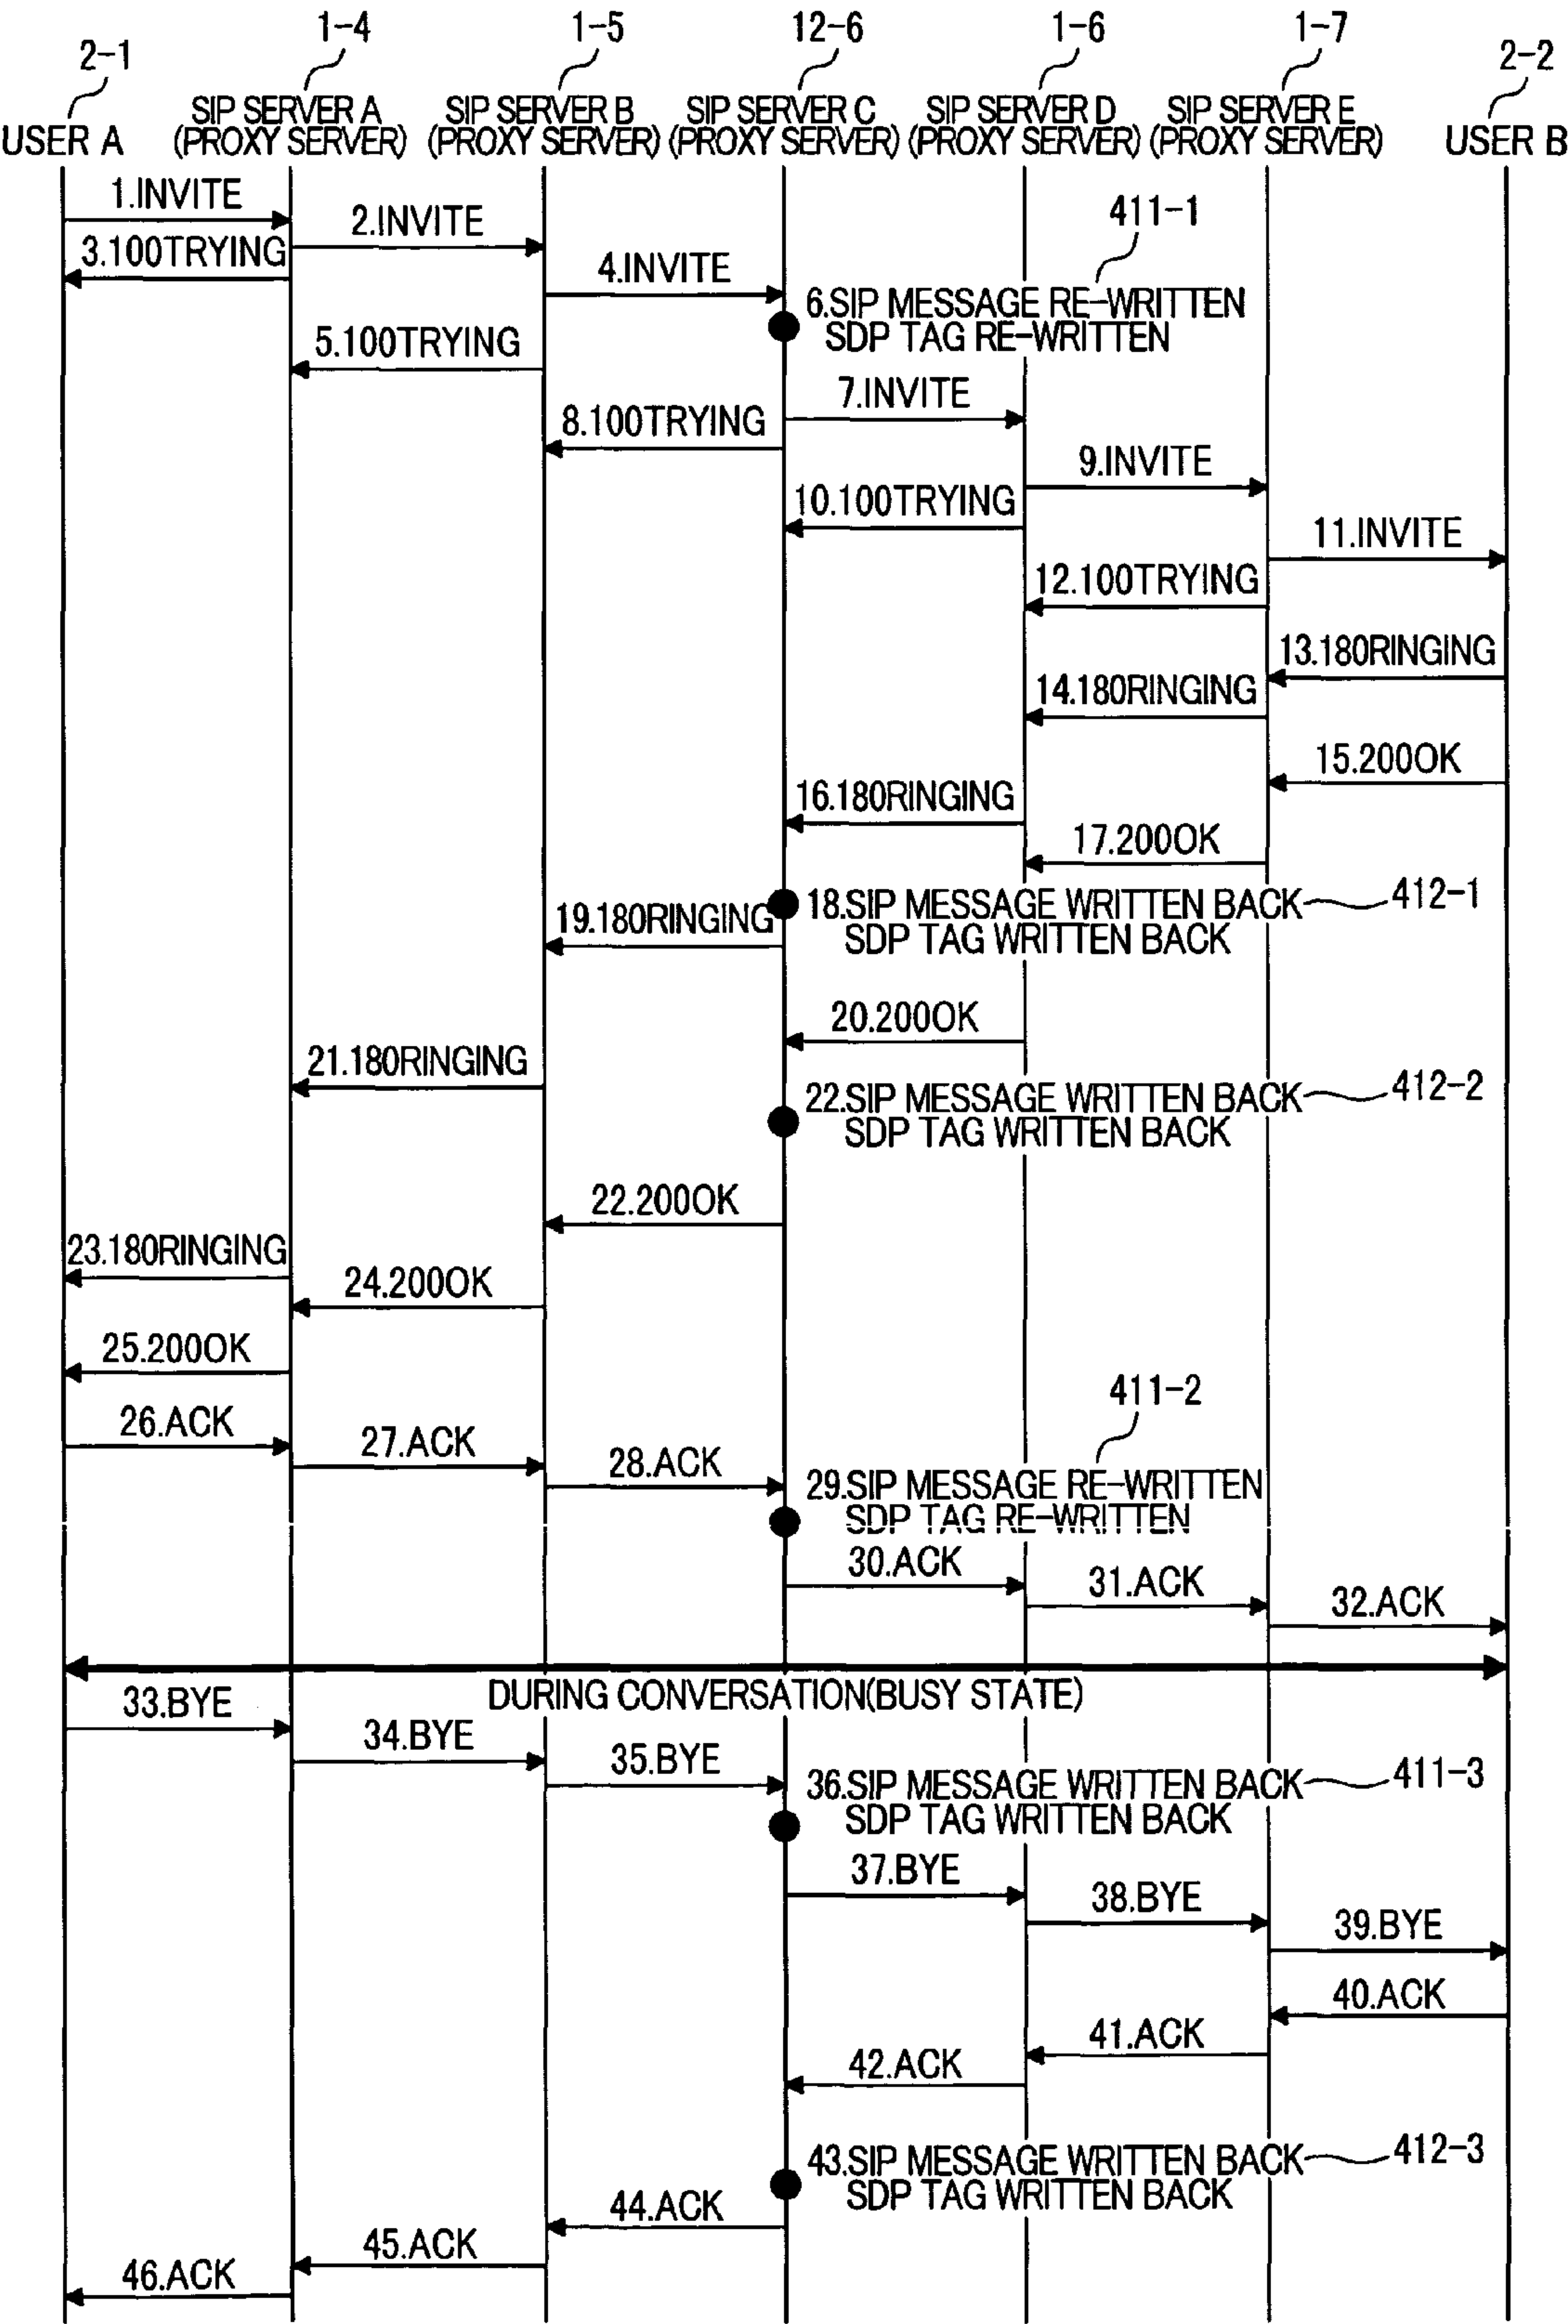 1-4
1-5
12-6
1-6
1-7
2-1
2-2
SIP SERVER A
SIP SERVER B
SIP SERVER C
SIP SERVER D
SIP SERVER E
USER A
(PROXY SERVER)
(PROXY SERVER)
(PROXY SERVER)
(PROXY SERVER)
(PROXY SERVER)
USER B
1.INVITE
2.INVITE
3.100TRYING
411-1
4.INVITE
6.SIP MESSAGE RE-WRITTEN
SDP TAG RE-WRITTEN
5.100TRYING
7.INVITE
8.100TRYING
9.INVITE
10.100TRYING
11.INVITE
12.100TRYING
13.180RINGING
14.180RINGING
15.200OK
16.180RINGING
17.200OK
18.SIP MESSAGE WRITTEN BACK
412-1
19.180RINGING
SDP TAG WRITTEN BACK
20.200OK
21.180RINGING
22.SIP MESSAGE WRITTEN BACK
412-2
SDP TAG WRITTEN BACK
22.200OK
23.180RINGING
24.200OK
25.200OK
411-2
26.ACK
27.ACK
28.ACK
29.SIP MESSAGE RE-WRITTEN
SDP TAG RE-WRITTEN
30.ACK
31.ACK
32.ACK
DURING CONVERSATION(BUSY STATE)
33.BYE
34.BYE
35.BYE
36.SIP MESSAGE WRITTEN BACK
411-3
SDP TAG WRITTEN BACK
37.BYE
38.BYE
39.BYE
40.ACK
41.ACK
42.ACK
43.SIP MESSAGE WRITTEN BACK
412-3
SDP TAG WRITTEN BACK
44.ACK
45.ACK
46.ACK